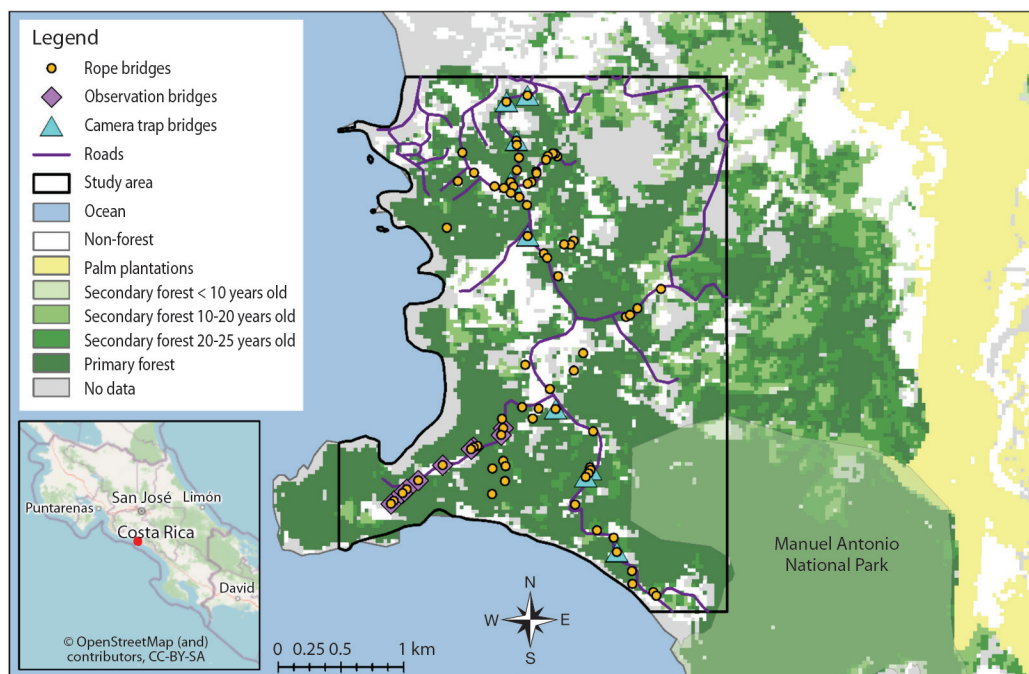 Legend
Rope bridges
Observation bridges
Camera trap bridges
Roads
Study area
Ocean
Non-forest
Palm plantations
Secondary forest < 10 years old
Secondary forest 10-20 years old
Secondary forest 20-25 years old
Primary forest
No data
San José
Limón
Puntarenas
Costa Rica
David
© OpenStreetMap (and)
contributors, CC-BY-SA
N
W E
S
0 0.25 0.5 1 km
Manuel Antonio
National Park